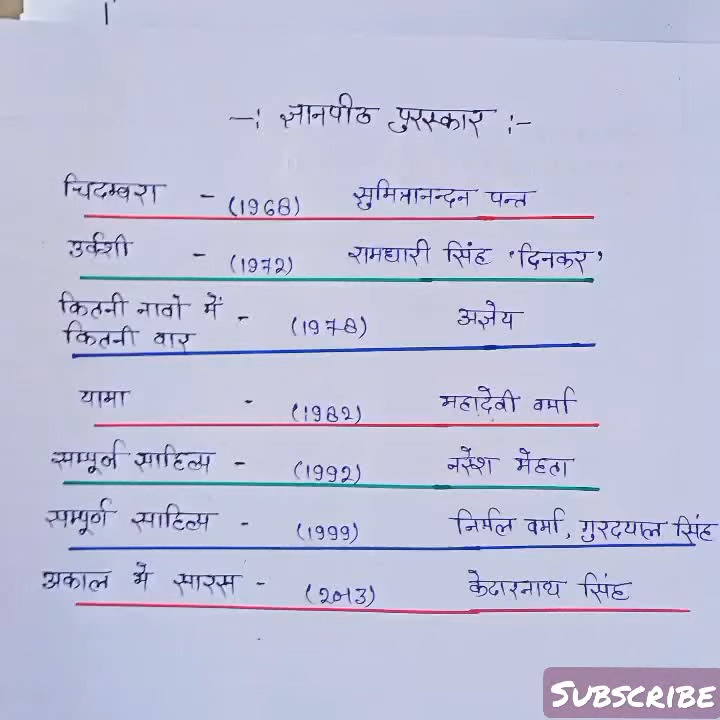 -: ज्ञानपीठ पुरस्कार :-
चिदम्बरा - (1968) सुमित्रानन्दन पन्त
उर्वशी - (1972) रामधारी सिंह 'दिनकर'
कितनी नावो में - (1978) अज्ञेय
कितनी वार
यामा - (1982) महादेवी वर्मा
सम्पूर्ण साहित्य - (1992) नरेश मेहता
सम्पूर्ण साहित्य - (1999) निर्मल वर्मा, गुरदयाल सिंह
अकाल मे सारस - (2013) केदारनाथ सिंह
SUBSCRIBE